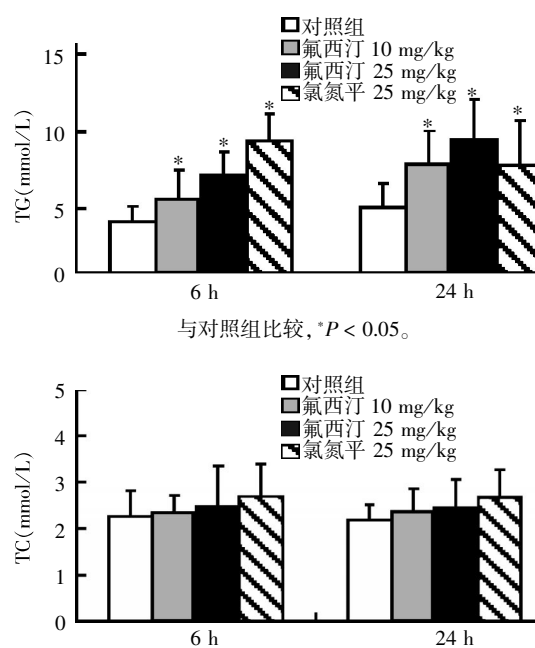 对照组
氟西汀 10 mg/kg
氟西汀 25 mg/kg
氯氮平 25 mg/kg
15
10
5
0
TG(mmol/L)
* * * * * *
6 h 24 h
与对照组比较，*P < 0.05。
对照组
氟西汀 10 mg/kg
氟西汀 25 mg/kg
氯氮平 25 mg/kg
5
4
3
2
1
0
TC(mmol/L)
6 h 24 h